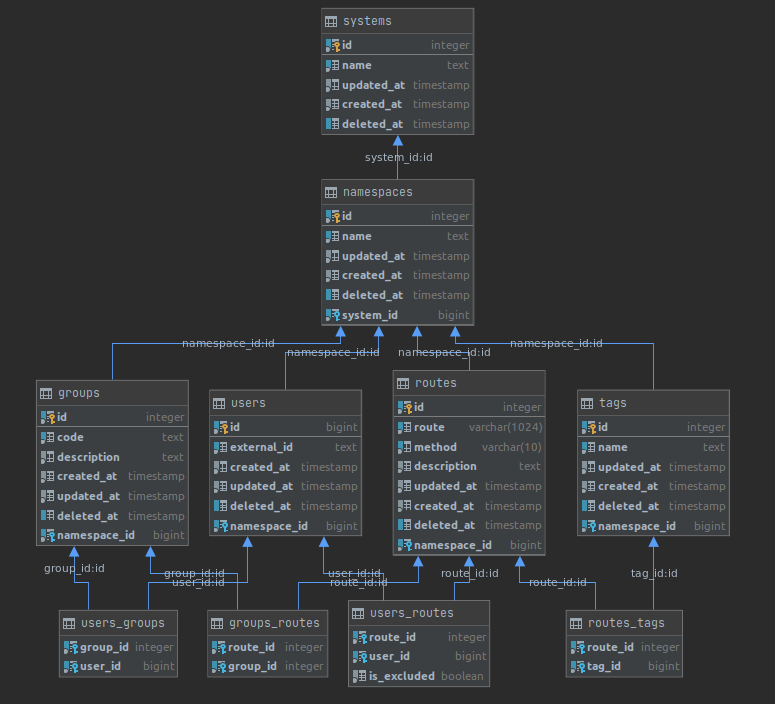 systems
id integer
name text
updated_at timestamp
created_at timestamp
deleted_at timestamp
system_id:id
namespaces
id integer
name text
updated_at timestamp
created_at timestamp
deleted_at timestamp
system_id bigint
namespace_id:id
namespace_id:id
namespace_id:id
namespace_id:id
groups
id integer
code text
description text
created_at timestamp
updated_at timestamp
deleted_at timestamp
namespace_id bigint
users
id bigint
external_id text
created_at timestamp
updated_at timestamp
deleted_at timestamp
namespace_id bigint
routes
id integer
route varchar(1024)
method varchar(10)
description text
updated_at timestamp
created_at timestamp
deleted_at timestamp
namespace_id bigint
tags
id integer
name text
updated_at timestamp
created_at timestamp
deleted_at timestamp
namespace_id bigint
group_id:id
user_id:id
group_id:id
route_id:id
user_id:id
route_id:id
route_id:id
tag_id:id
users_groups
group_id integer
user_id bigint
groups_routes
route_id integer
group_id integer
users_routes
route_id integer
user_id bigint
is_excluded boolean
routes_tags
route_id integer
tag_id bigint